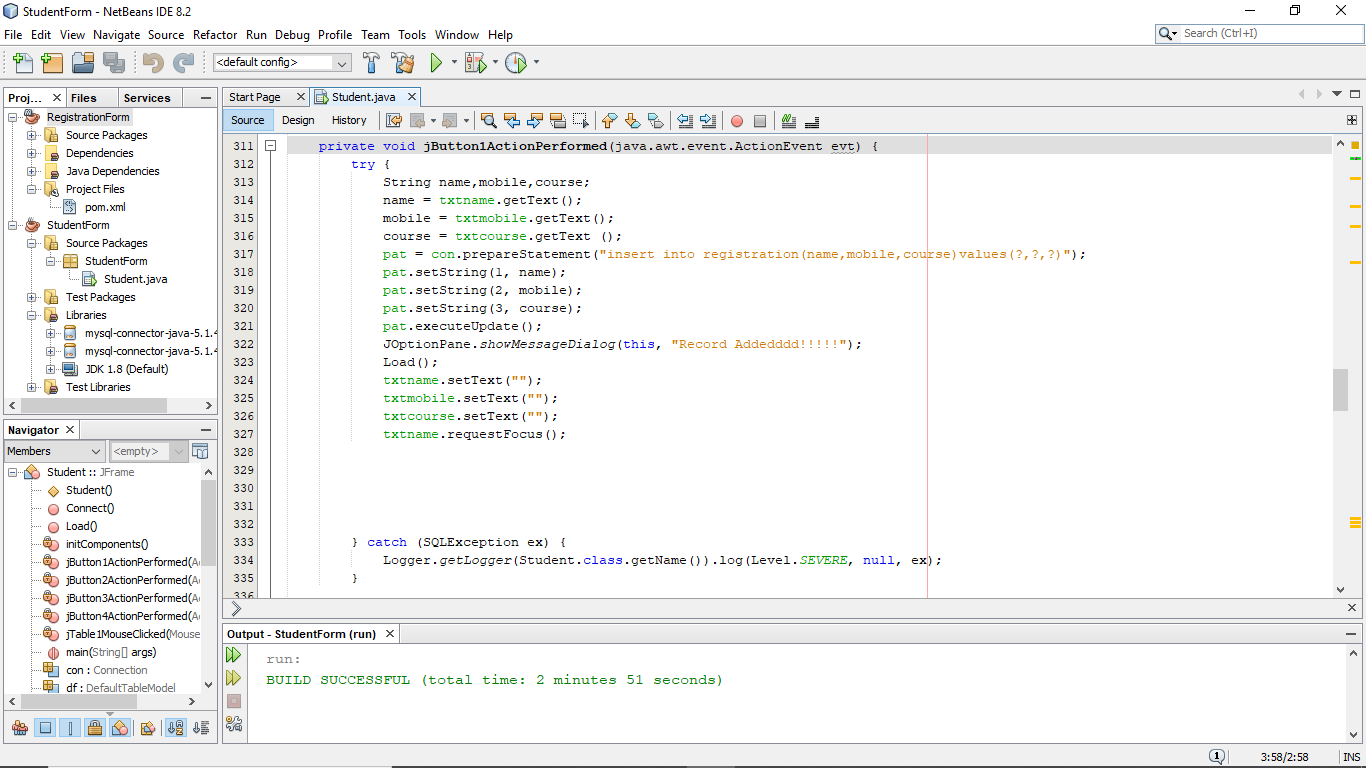 StudentForm - NetBeans IDE 8.2
File Edit View Navigate Source Refactor Run Debug Profile Team Tools Window Help
Search (Ctrl+I)
<default config>
Proj... Files Services
RegistrationForm
Source Packages
Dependencies
Java Dependencies
Project Files
pom.xml
StudentForm
Source Packages
StudentForm
Student.java
Test Packages
Libraries
mysql-connector-java-5.1.4
mysql-connector-java-5.1.4
JDK 1.8 (Default)
Test Libraries
Navigator
Members <empty>
Student :: JFrame
Student()
Connect()
Load()
initComponents()
jButton1ActionPerformed(A
jButton2ActionPerformed(A
jButton3ActionPerformed(A
jButton4ActionPerformed(A
jTable1MouseClicked(Mouse
main(String[] args)
con : Connection
df : DefaultTableModel
Start Page Student.java
Source Design History
311 private void jButton1ActionPerformed(java.awt.event.ActionEvent evt) {
312 try {
313 String name,mobile,course;
314 name = txtname.getText();
315 mobile = txtmobile.getText();
316 course = txtcourse.getText ();
317 pat = con.prepareStatement("insert into registration(name,mobile,course)values(?,?,?)");
318 pat.setString(1, name);
319 pat.setString(2, mobile);
320 pat.setString(3, course);
321 pat.executeUpdate();
322 JOptionPane.showMessageDialog(this, "Record Addedddd!!!!!");
323 Load();
324 txtname.setText("");
325 txtmobile.setText("");
326 txtcourse.setText("");
327 txtname.requestFocus();
328
329
330
331
332
333 } catch (SQLException ex) {
334 Logger.getLogger(Student.class.getName()).log(Level.SEVERE, null, ex);
335 }
336
Output - StudentForm (run)
run:
BUILD SUCCESSFUL (total time: 2 minutes 51 seconds)
1 3:58/2:58 INS